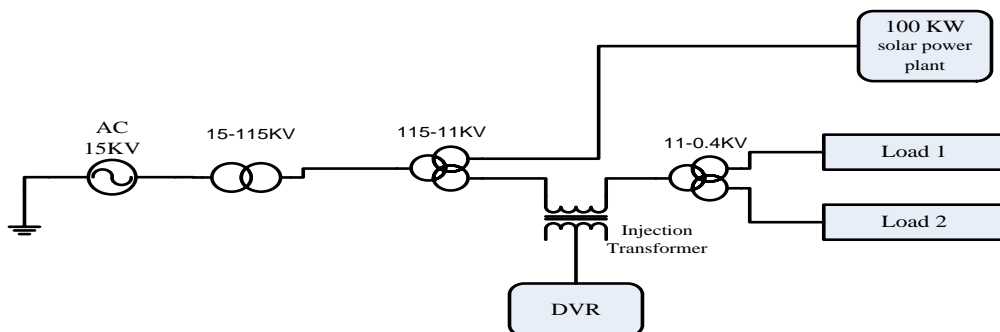 100 KW
solar power
plant
AC
15KV
15-115KV
115-11KV
11-0.4KV
Load 1
Load 2
Injection
Transformer
DVR